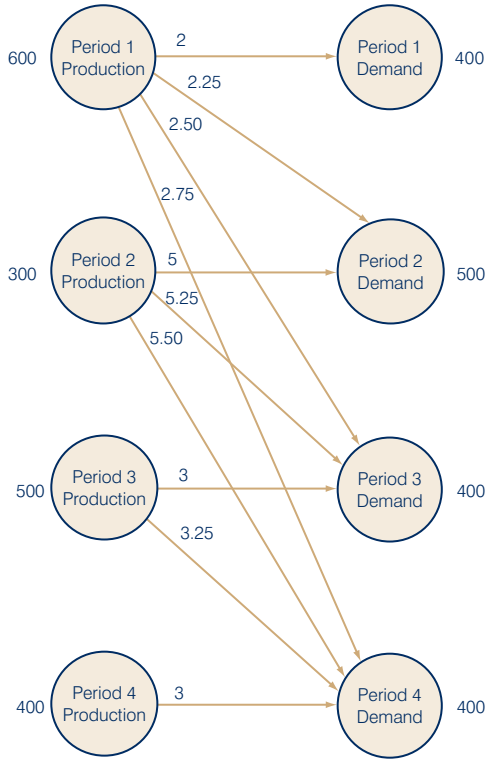 600
Period 1
Production
2
2.25
2.50
2.75
Period 1
Demand
400
300
Period 2
Production
5
5.25
5.50
Period 2
Demand
500
500
Period 3
Production
3
3.25
Period 3
Demand
400
400
Period 4
Production
3
Period 4
Demand
400